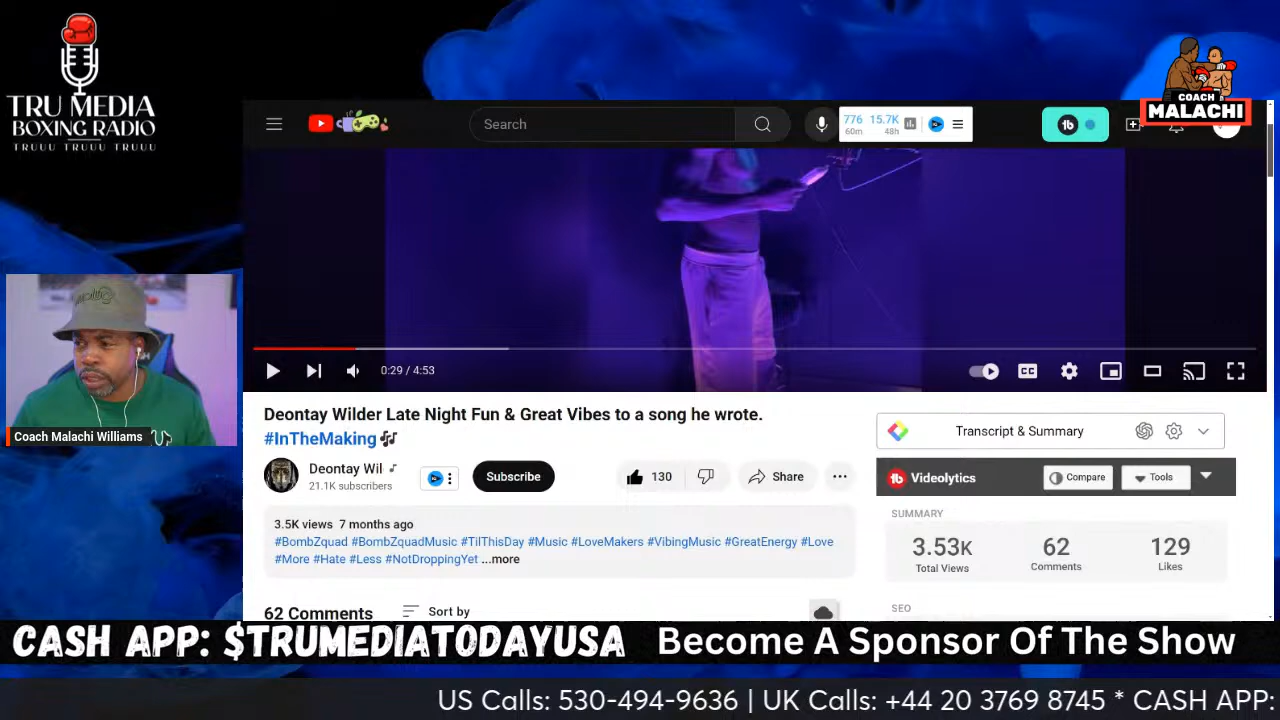 TRU MEDIA
BOXING RADIO
TRUUU TRUUU TRUUU
COACH
MALACHI
Search
776 15.7K
60m 48h
0:29 / 4:53
Coach Malachi Williams
Deontay Wilder Late Night Fun & Great Vibes to a song he wrote.
#InTheMaking
Deontay Wil
21.1K subscribers
Subscribe
130
Share
3.5K views 7 months ago
#BombZquad #BombZquadMusic #TilThisDay #Music #LoveMakers #VibingMusic #GreatEnergy #Love
#More #Hate #Less #NotDroppingYet ...more
62 Comments
Sort by
Transcript & Summary
tb Videolytics
Compare
Tools
SUMMARY
3.53K 62 129
Total Views Comments Likes
SEO
CASH APP: $TRUMEDIATODAYUSA Become A Sponsor Of The Show
US Calls: 530-494-9636 | UK Calls: +44 20 3769 8745 * CASH APP: